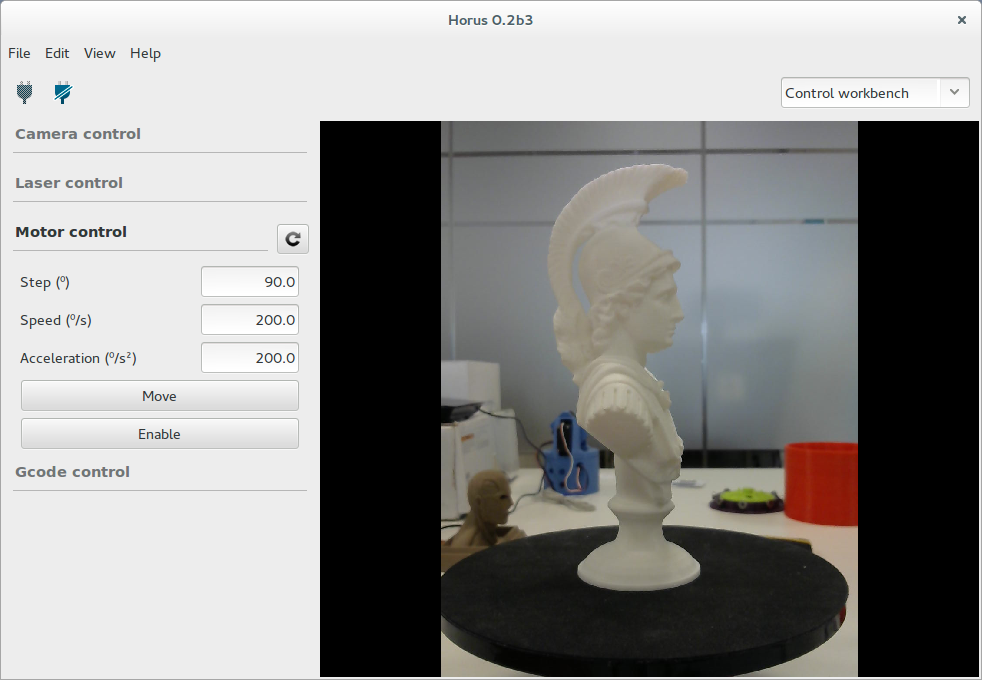 Horus 0.2b3
File Edit View Help
Control workbench
Camera control
Laser control
Motor control
Step (º) 90.0
Speed (º/s) 200.0
Acceleration (º/s²) 200.0
Move
Enable
Gcode control